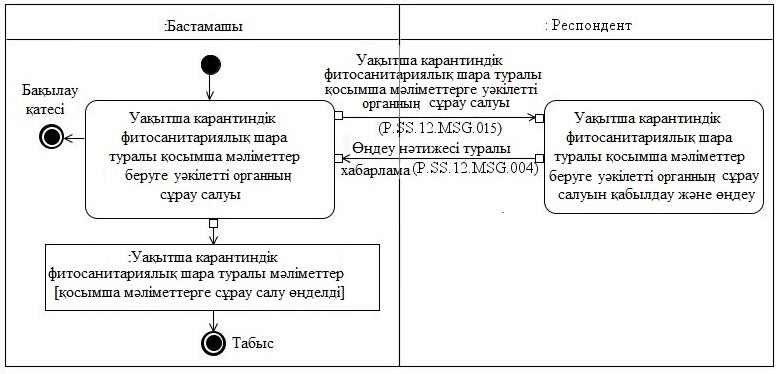 :Бастамашы
: Респондент
Уақытша карантиндік
фитосанитариялық шара туралы
қосымша мәліметтерге уәкілетті
органның сұрау салуы
(P.SS.12.MSG.015)
Бақылау
қатесі
Уақытша карантиндік
фитосанитариялық шара
туралы қосымша мәліметтер
беруге уәкілетті органның
сұрау салуы
Өңдеу нәтижесі туралы
хабарлама (P.SS.12.MSG.004)
Уақытша карантиндік
фитосанитариялық шара
туралы қосымша мәліметтер
беруге уәкілетті органның сұрау
салуын қабылдау және өңдеу
:Уақытша карантиндік
фитосанитариялық шара туралы мәліметтер
[қосымша мәліметтерге сұрау салу өңделді]
Табыс